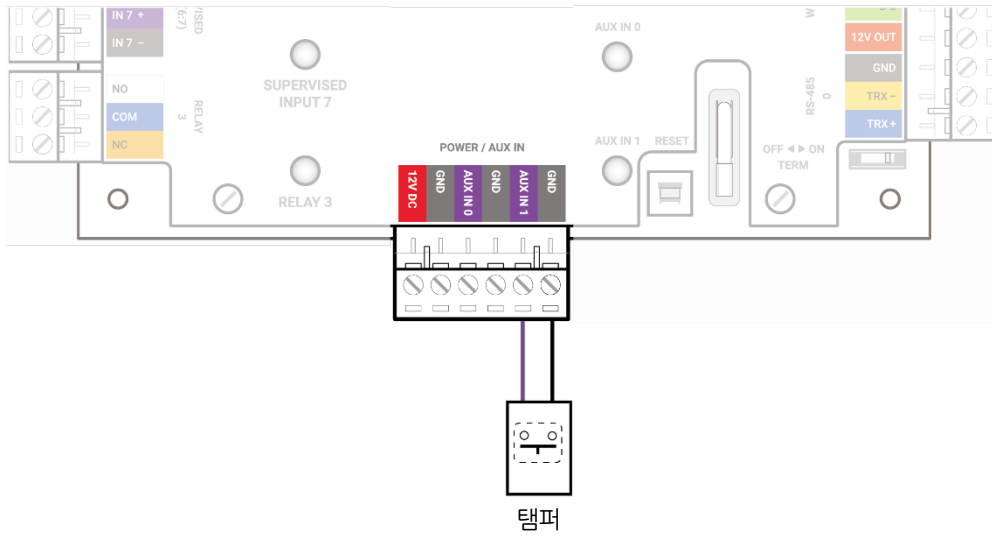 IN 7 +
IN 7 −
NO
COM
NC
RELAY
3
SUPERVISED
INPUT 7
RELAY 3
POWER / AUX IN
12V DC
GND
AUX IN 0
GND
AUX IN 1
GND
AUX IN 0
AUX IN 1
RESET
OFF ◀ ▶ ON
TERM
W
12V OUT
GND
TRX −
TRX +
RS-485
0
탬퍼